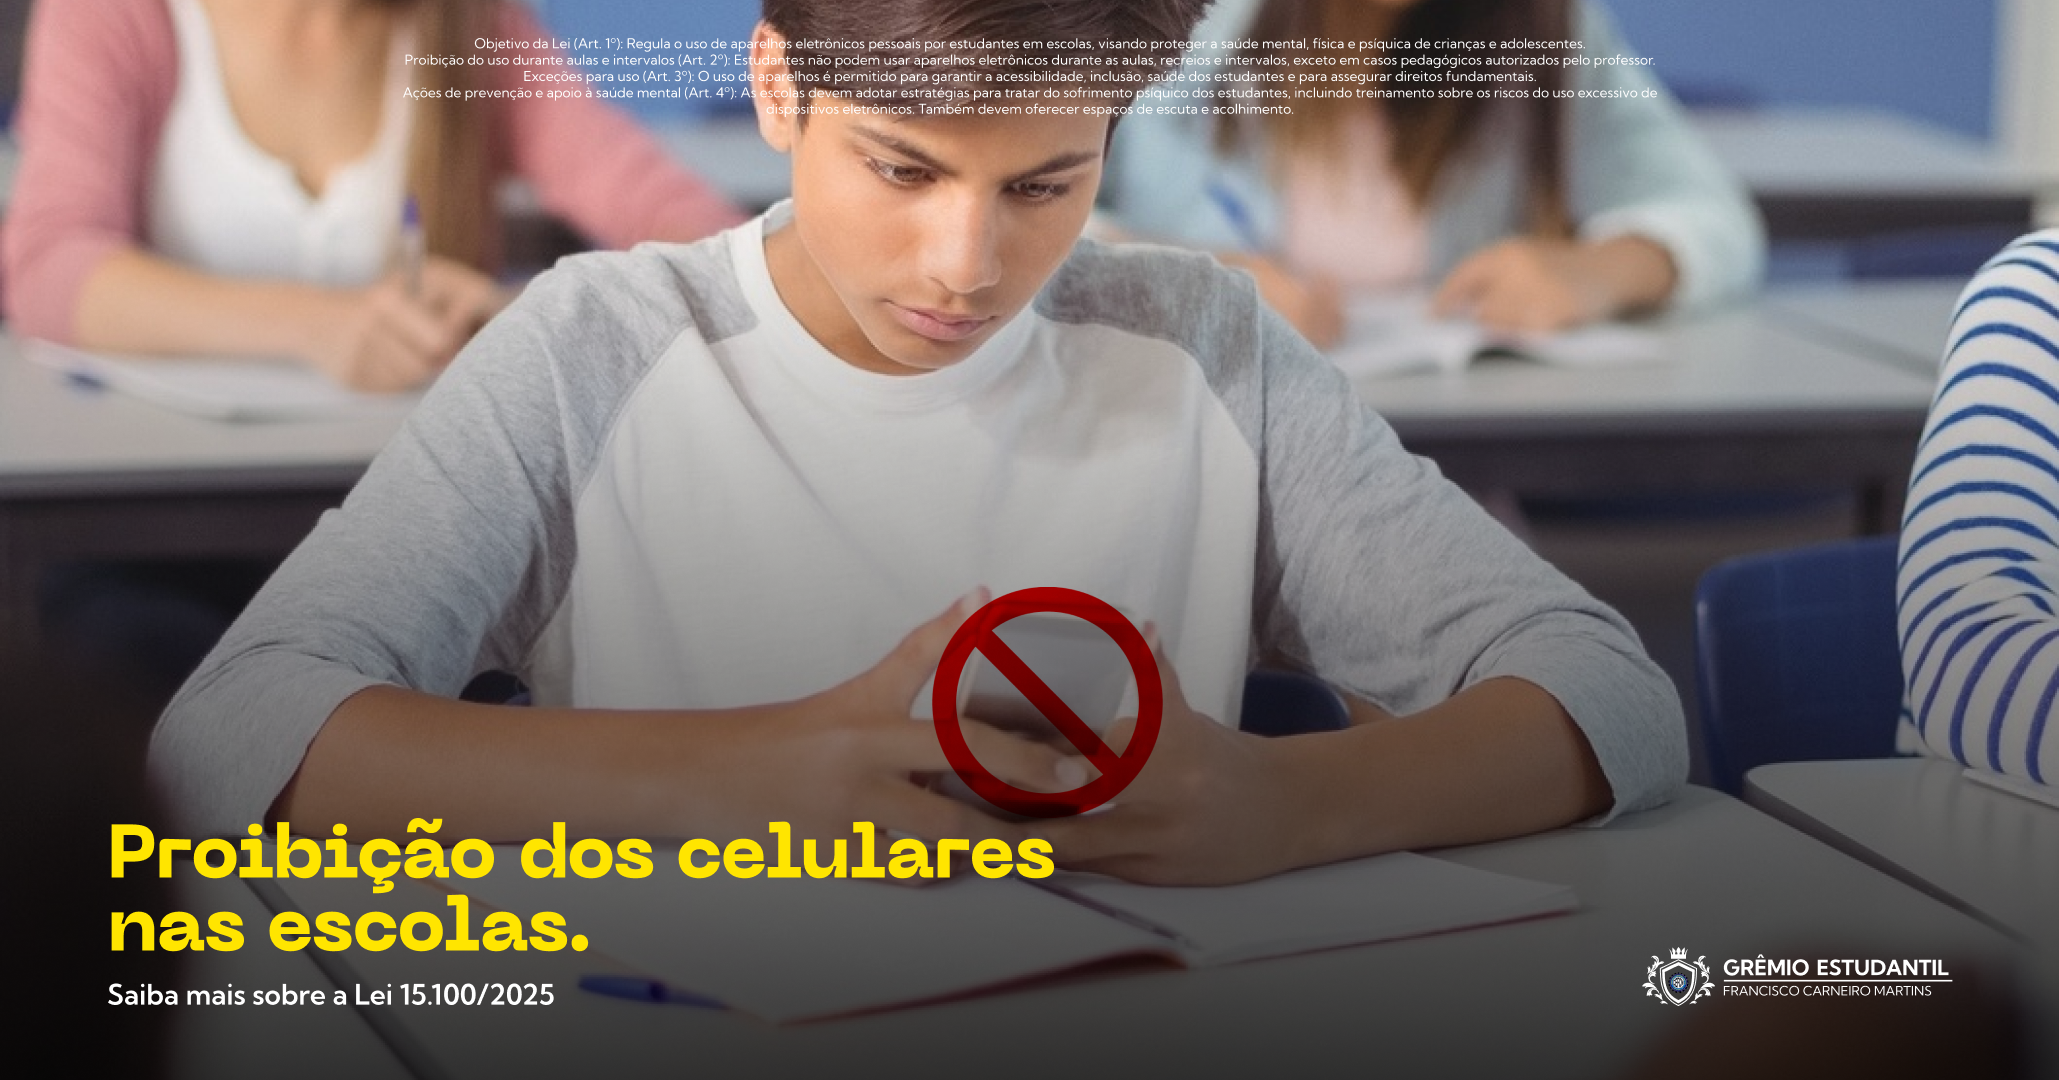 Objetivo da Lei (Art. 1º): Regula o uso de aparelhos eletrônicos pessoais por estudantes em escolas, visando proteger a saúde mental, física e psíquica de crianças e adolescentes.
Proibição do uso durante aulas e intervalos (Art. 2º): Estudantes não podem usar aparelhos eletrônicos durante as aulas, recreios e intervalos, exceto em casos pedagógicos autorizados pelo professor.
Exceções para uso (Art. 3º): O uso de aparelhos é permitido para garantir a acessibilidade, inclusão, saúde dos estudantes e para assegurar direitos fundamentais.
Ações de prevenção e apoio à saúde mental (Art. 4º): As escolas devem adotar estratégias para tratar do sofrimento psíquico dos estudantes, incluindo treinamento sobre os riscos do uso excessivo de
dispositivos eletrônicos. Também devem oferecer espaços de escuta e acolhimento.
Proibição dos celulares
nas escolas.
Saiba mais sobre a Lei 15.100/2025
GRÊMIO ESTUDANTIL
FRANCISCO CARNEIRO MARTINS